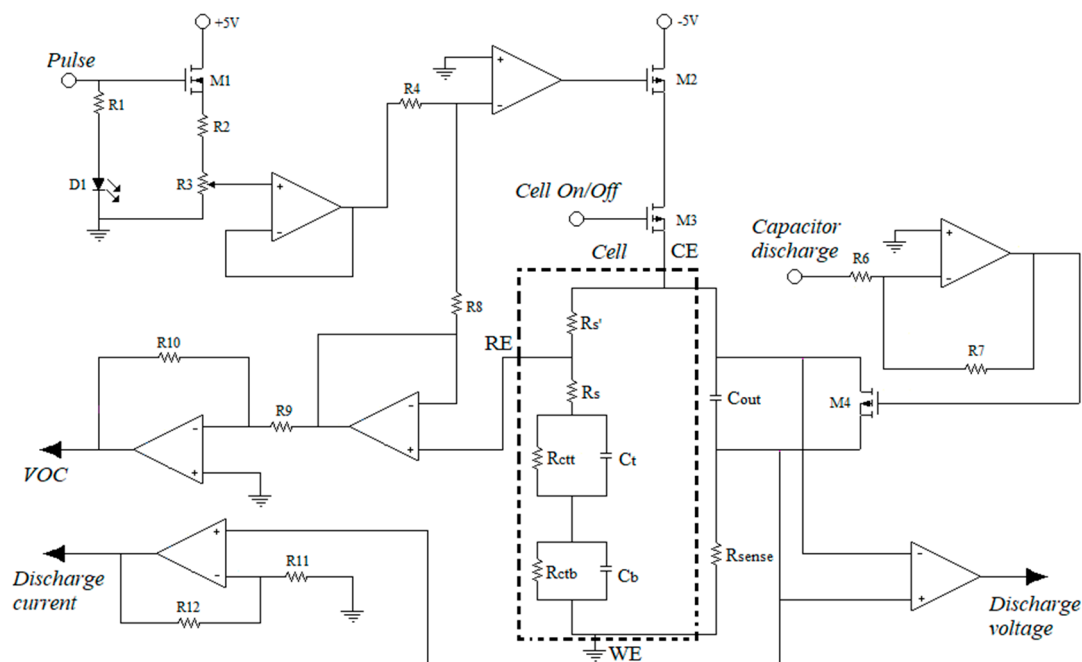 +5V
-5V
Pulse
M1
M2
R1
R4
R2
D1
R3
Cell On/Off
M3
Cell
CE
Capacitor
discharge
R6
R7
R8
Rs'
RE
R10
Rs
Cout
M4
R9
VOC
Rctt
Ct
Rctb
Cb
Rsense
R11
R12
Discharge
current
WE
Discharge
voltage
+
-
+
-
+
-
-
+
-
+
+
-
-
+